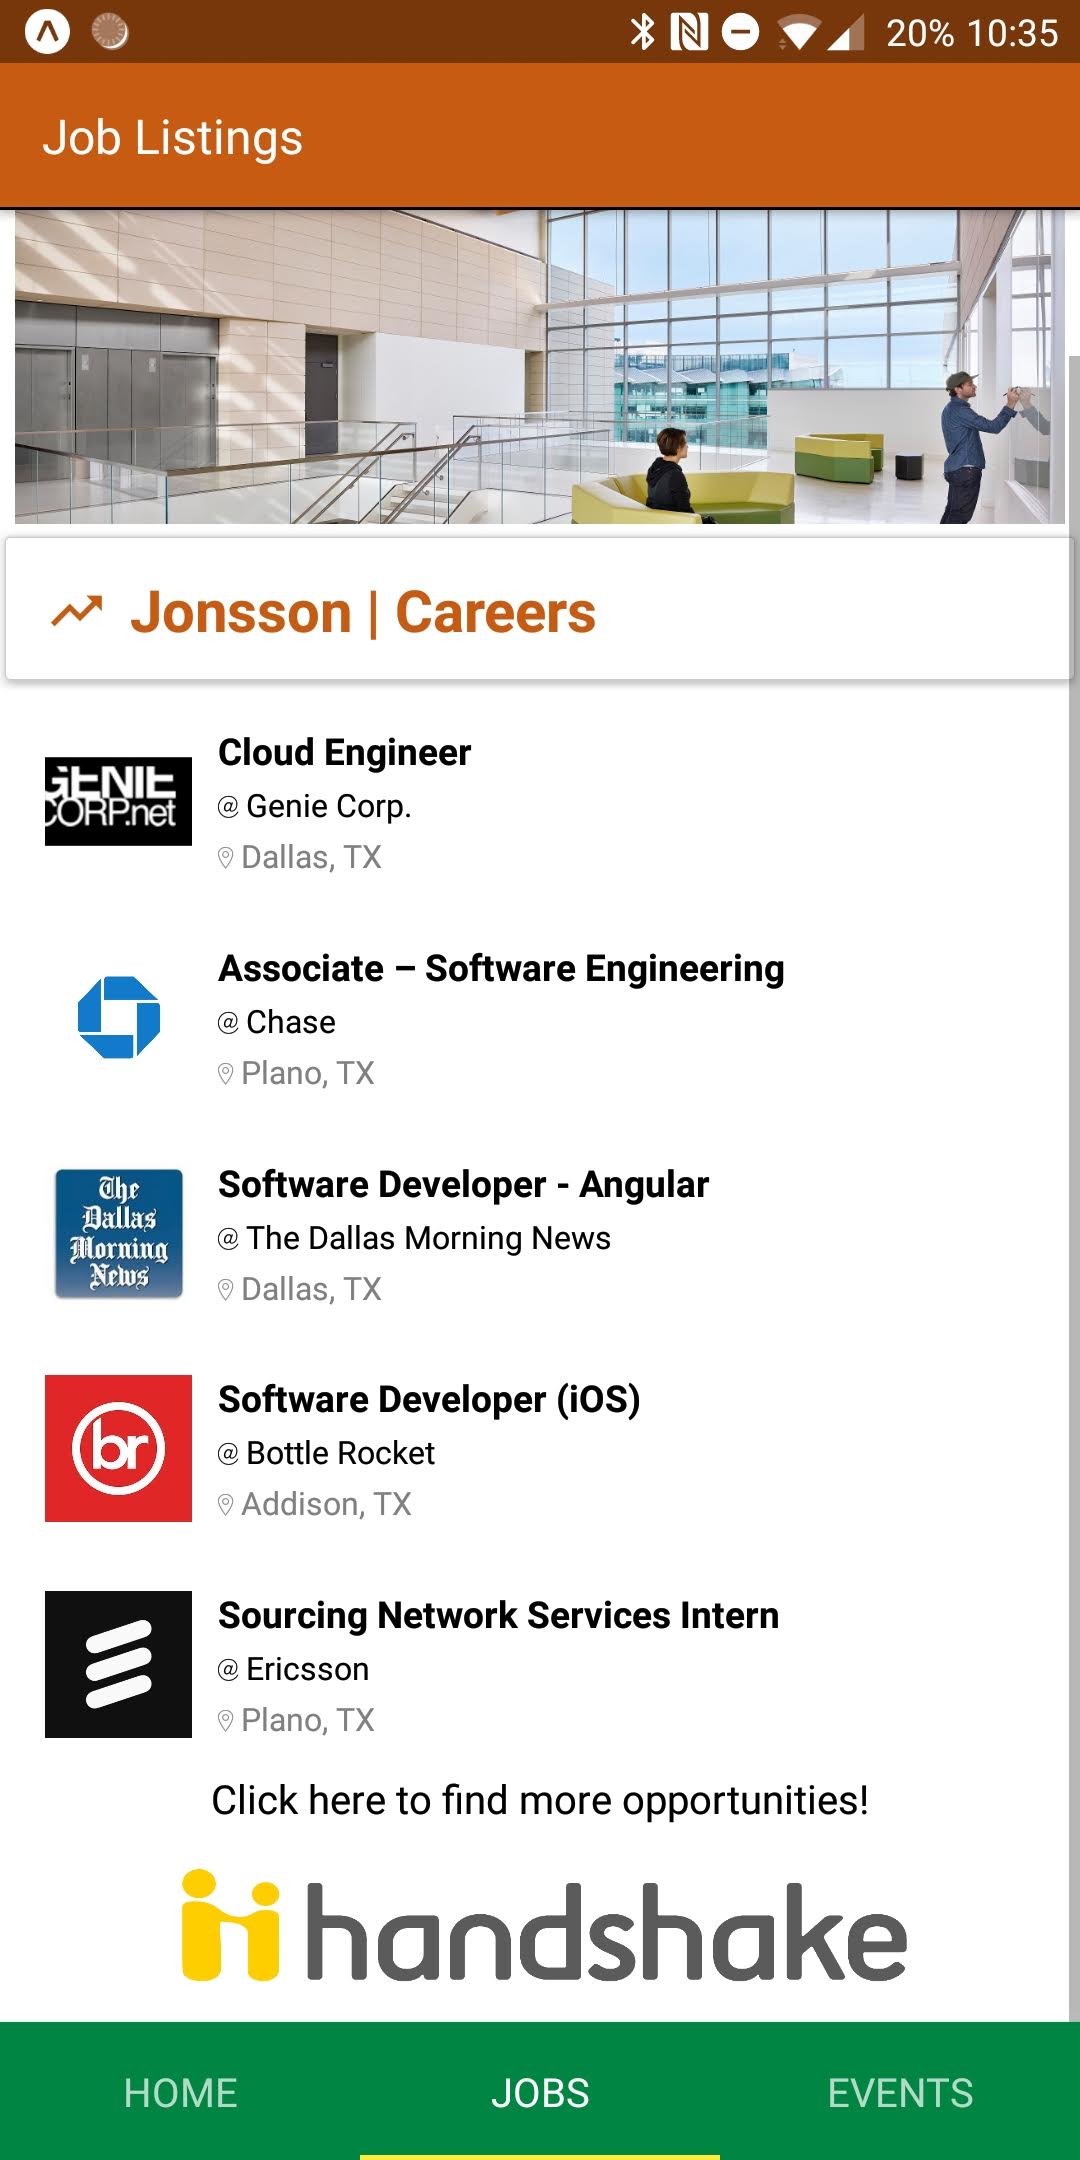 20% 10:35
Job Listings
Jonsson | Careers
GENIE
CORP.net
Cloud Engineer
@ Genie Corp.
Dallas, TX
Associate – Software Engineering
@ Chase
Plano, TX
The
Dallas
Morning
News
Software Developer - Angular
@ The Dallas Morning News
Dallas, TX
br
Software Developer (iOS)
@ Bottle Rocket
Addison, TX
Sourcing Network Services Intern
@ Ericsson
Plano, TX
Click here to find more opportunities!
handshake
HOME JOBS EVENTS